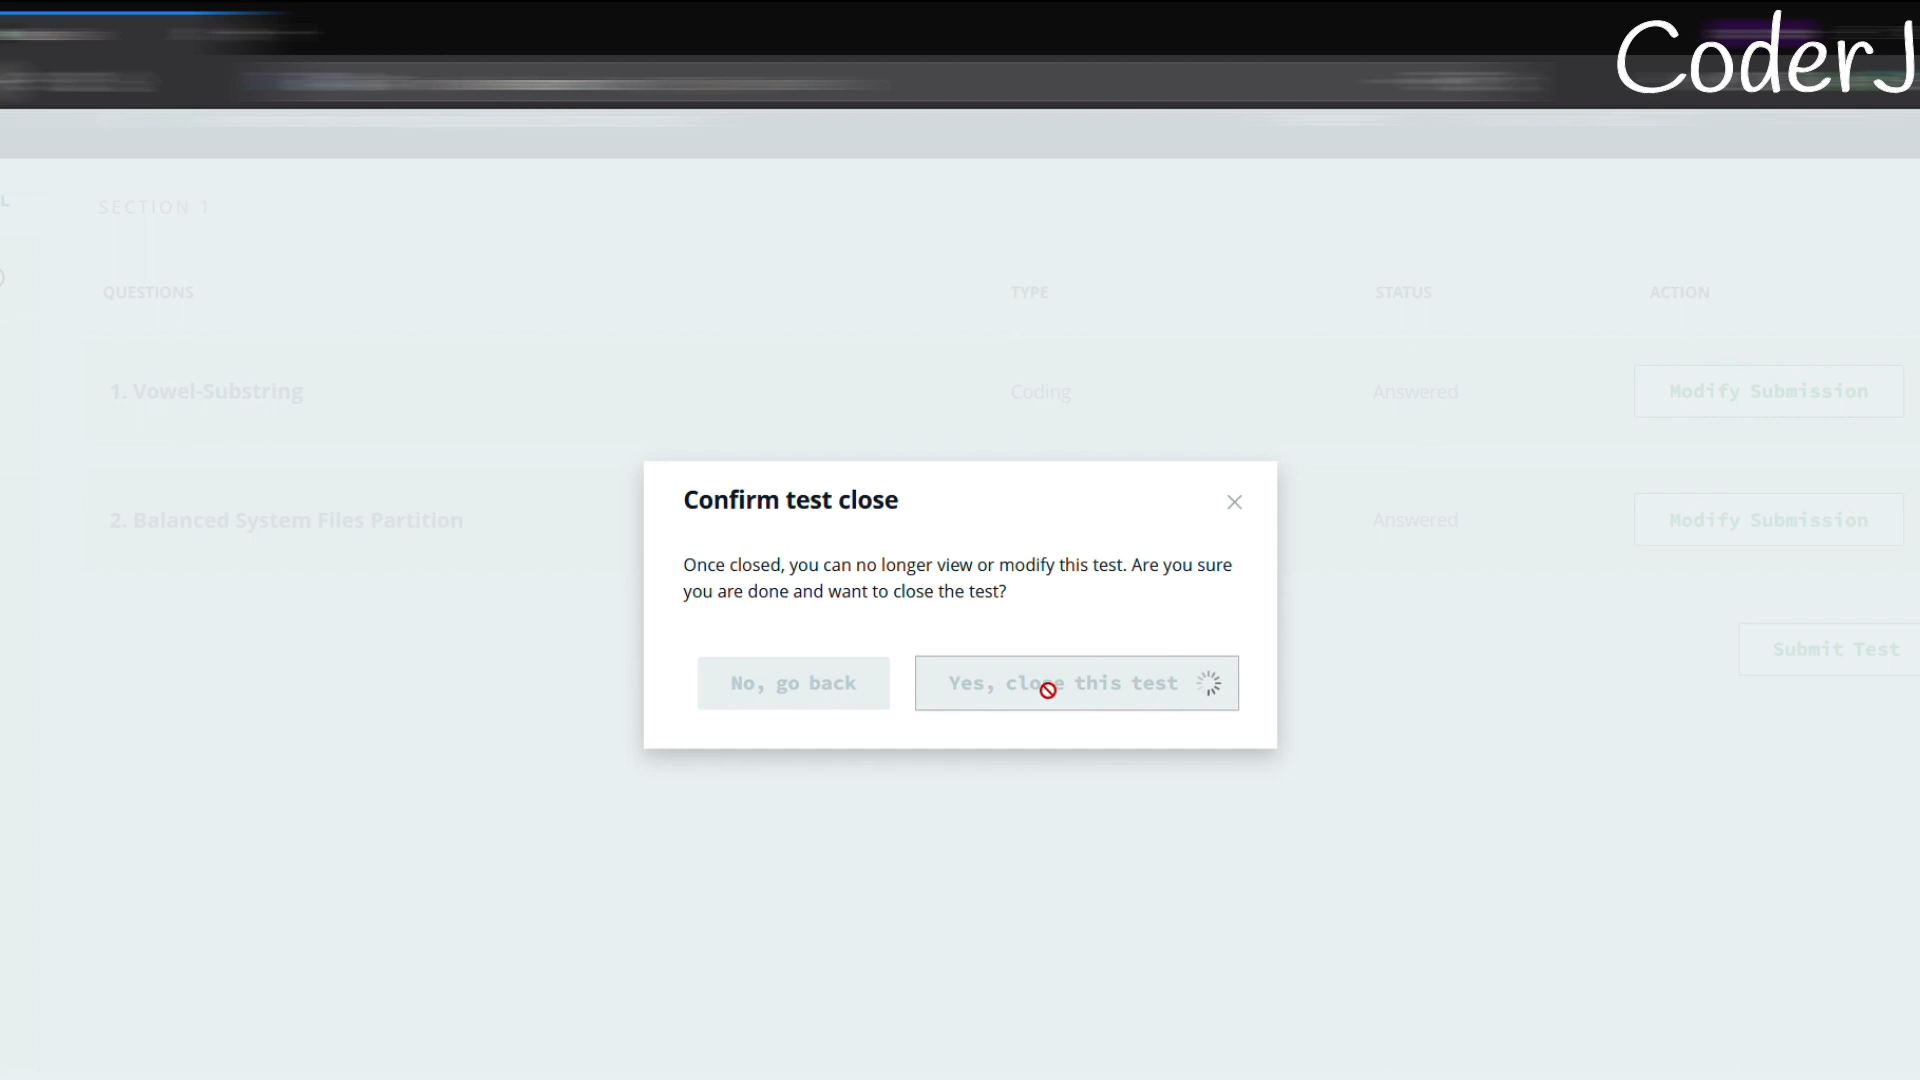 CoderJ
L
SECTION 1
QUESTIONS TYPE STATUS ACTION
1. Vowel-Substring Coding Answered Modify Submission
2. Balanced System Files Partition Answered Modify Submission
Submit Test
Confirm test close
Once closed, you can no longer view or modify this test. Are you sure
you are done and want to close the test?
No, go back Yes, close this test